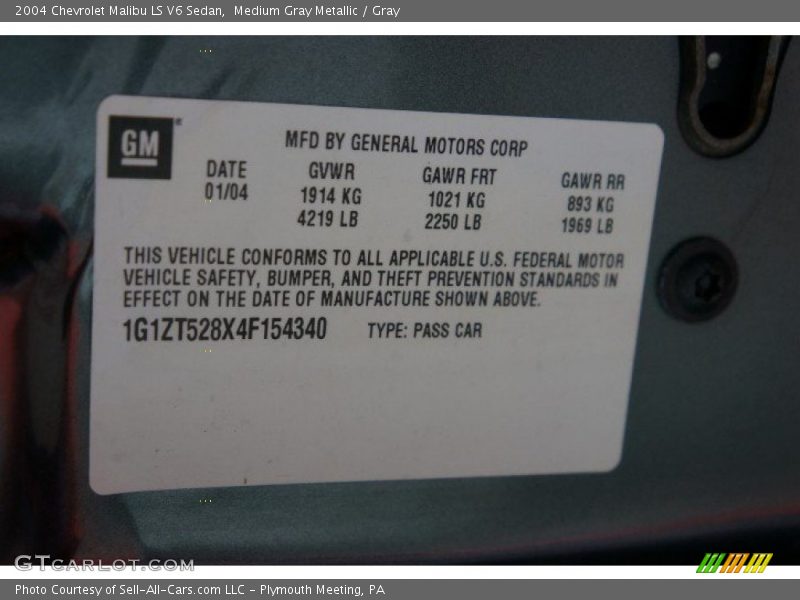 2004 Chevrolet Malibu LS V6 Sedan, Medium Gray Metallic / Gray
GM
MFD BY GENERAL MOTORS CORP
DATE GVWR GAWR FRT GAWR RR
01/04 1914 KG 1021 KG 893 KG
4219 LB 2250 LB 1969 LB
THIS VEHICLE CONFORMS TO ALL APPLICABLE U.S. FEDERAL MOTOR
VEHICLE SAFETY, BUMPER, AND THEFT PREVENTION STANDARDS IN
EFFECT ON THE DATE OF MANUFACTURE SHOWN ABOVE.
1G1ZT528X4F154340 TYPE: PASS CAR
GTCARLOT.COM
Photo Courtesy of Sell-All-Cars.com LLC - Plymouth Meeting, PA